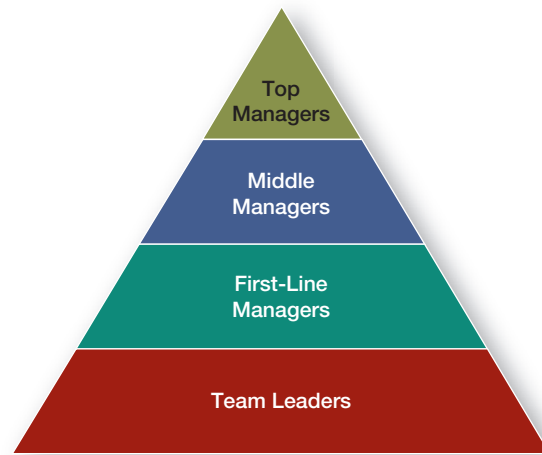 Top
Managers
Middle
Managers
First-Line
Managers
Team Leaders